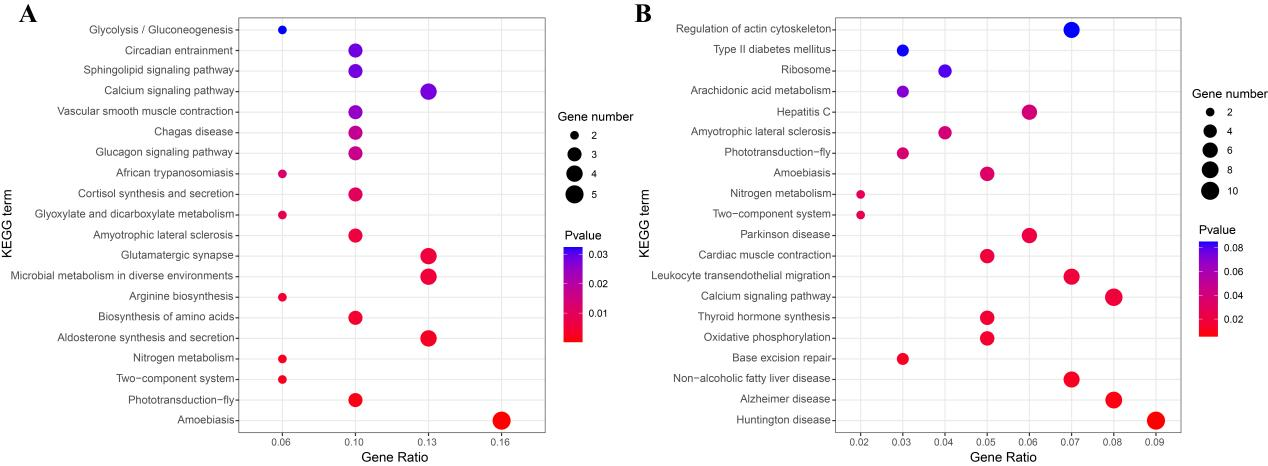 A
Glycolysis / Gluconeogenesis
Circadian entrainment
Sphingolipid signaling pathway
Calcium signaling pathway
Vascular smooth muscle contraction
Chagas disease
Glucagon signaling pathway
African trypanosomiasis
Cortisol synthesis and secretion
Glyoxylate and dicarboxylate metabolism
Amyotrophic lateral sclerosis
Glutamatergic synapse
Microbial metabolism in diverse environments
Arginine biosynthesis
Biosynthesis of amino acids
Aldosterone synthesis and secretion
Nitrogen metabolism
Two−component system
Phototransduction−fly
Amoebiasis
KEGG term
0.06 0.10 0.13 0.16
Gene Ratio
Gene number
2
3
4
5
Pvalue
0.03
0.02
0.01
B
Regulation of actin cytoskeleton
Type II diabetes mellitus
Ribosome
Arachidonic acid metabolism
Hepatitis C
Amyotrophic lateral sclerosis
Phototransduction−fly
Amoebiasis
Nitrogen metabolism
Two−component system
Parkinson disease
Cardiac muscle contraction
Leukocyte transendothelial migration
Calcium signaling pathway
Thyroid hormone synthesis
Oxidative phosphorylation
Base excision repair
Non−alcoholic fatty liver disease
Alzheimer disease
Huntington disease
KEGG term
0.02 0.03 0.04 0.05 0.06 0.07 0.08 0.09
Gene Ratio
Gene number
2
4
6
8
10
Pvalue
0.08
0.06
0.04
0.02